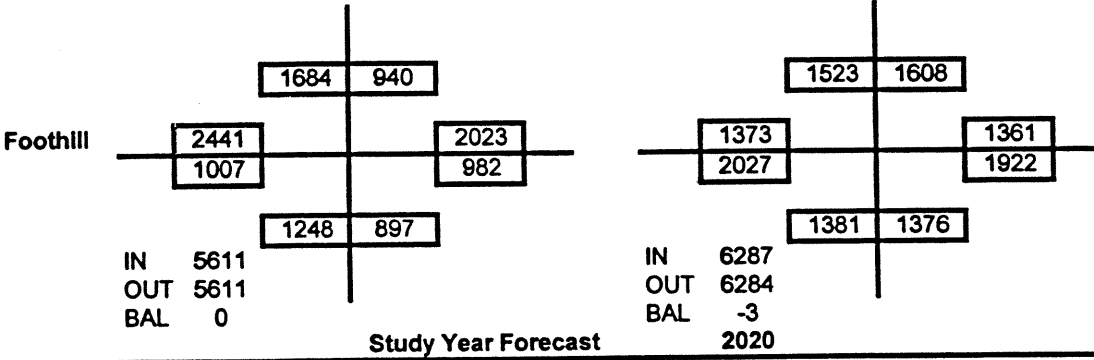 1684 940 1523 1608
Foothill 2441 2023 1373 1361
1007 982 2027 1922
1248 897 1381 1376
IN 5611 IN 6287
OUT 5611 OUT 6284
BAL 0 BAL -3
Study Year Forecast 2020